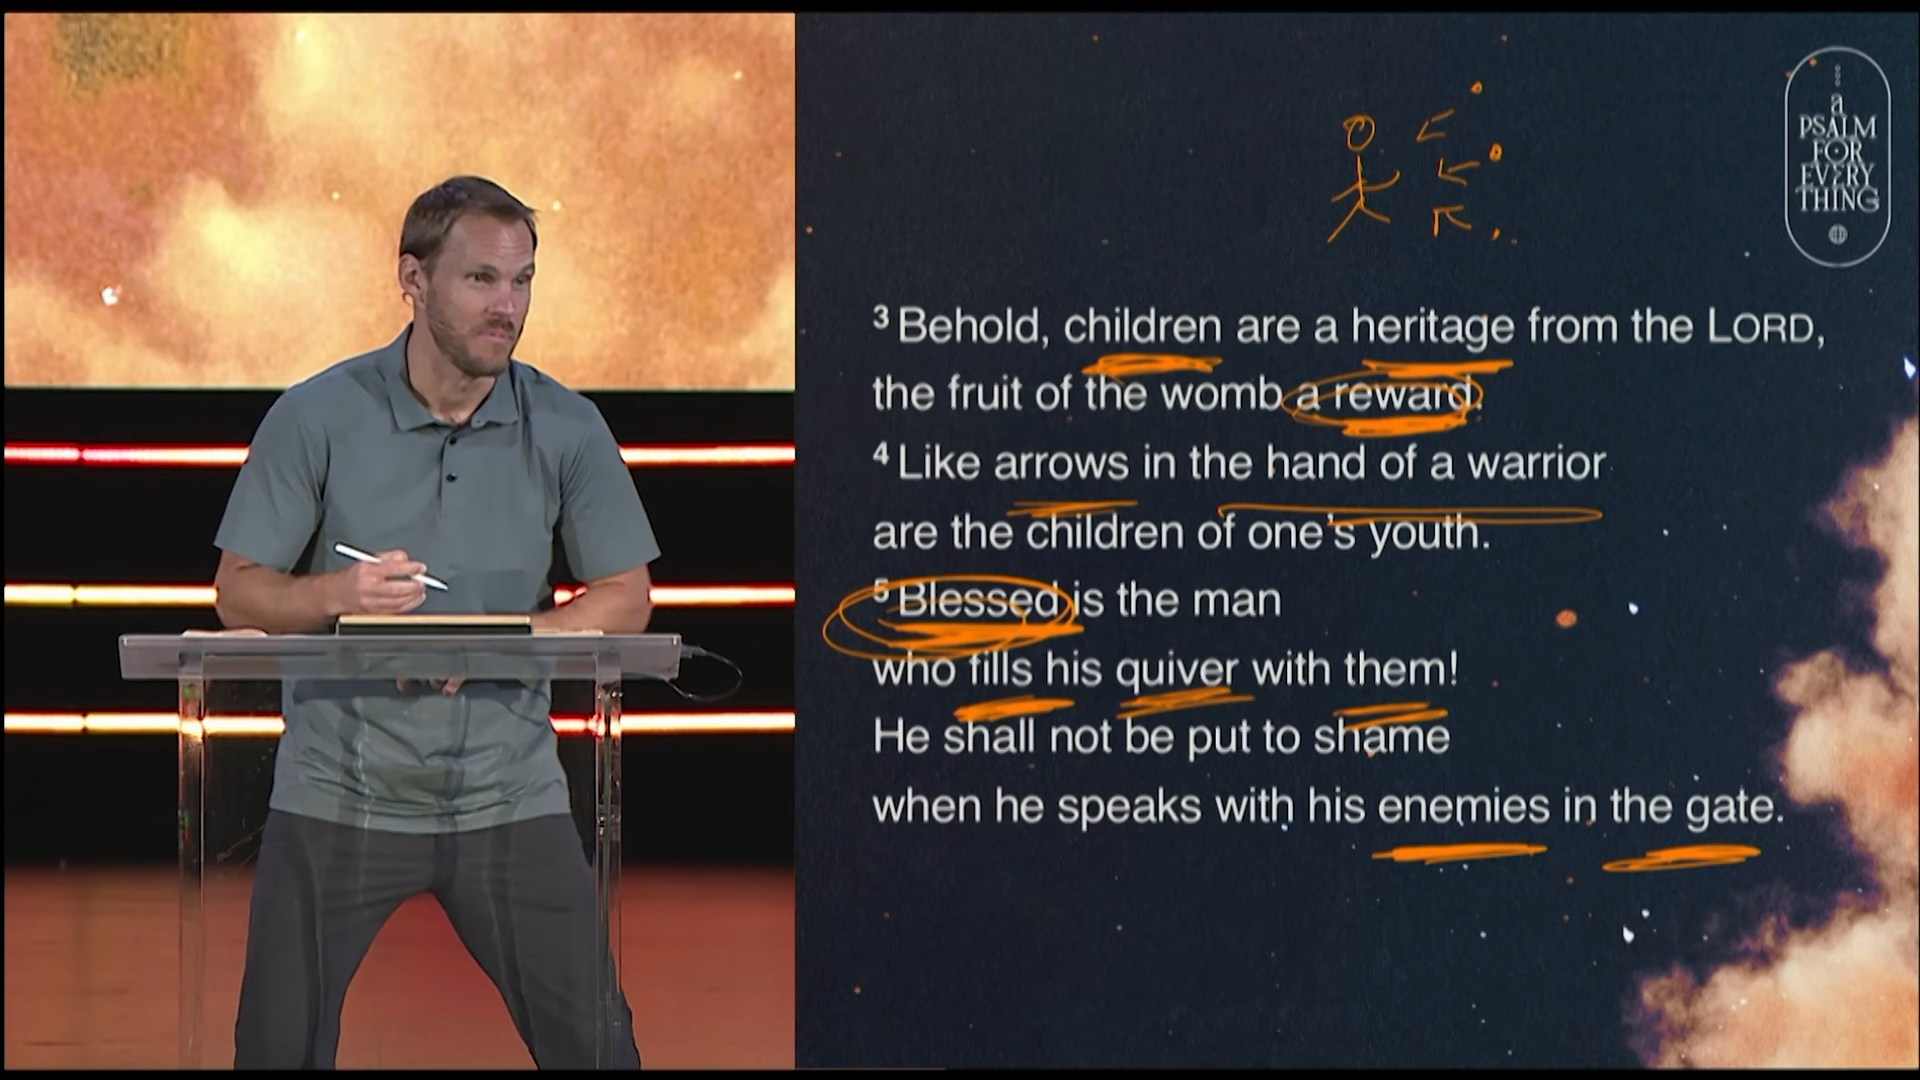 a
PSALM
FOR
EVERY
THING
³ Behold, children are a heritage from the LORD,
the fruit of the womb a reward.
⁴ Like arrows in the hand of a warrior
are the children of one’s youth.
⁵ Blessed is the man
who fills his quiver with them!
He shall not be put to shame
when he speaks with his enemies in the gate.